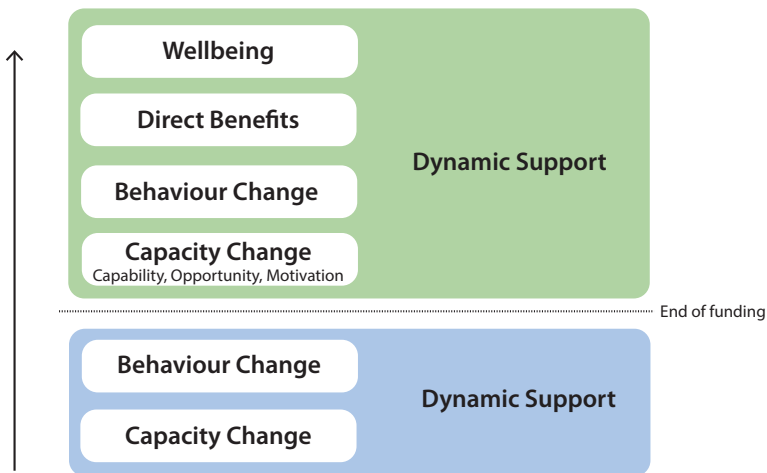 Wellbeing
Direct Benefits
Dynamic Support
Behaviour Change
Capacity Change
Capability, Opportunity, Motivation
End of funding
Behaviour Change
Dynamic Support
Capacity Change